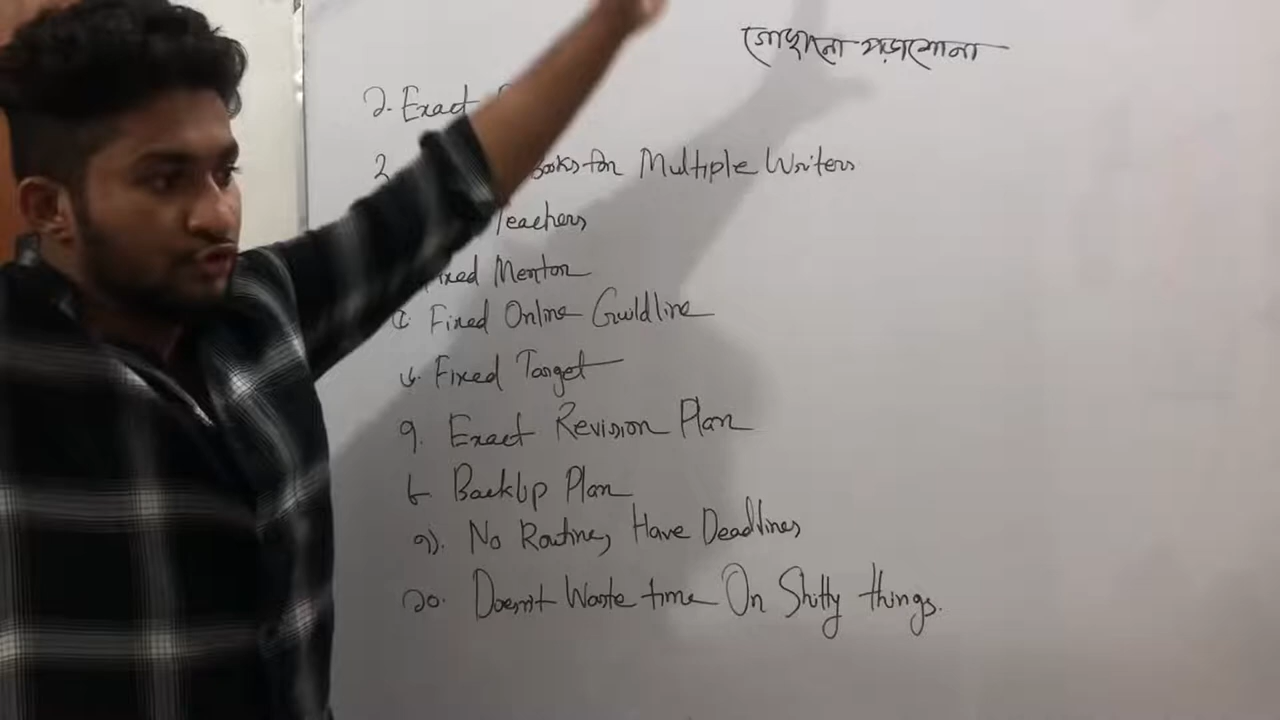 গোছানো পড়াশোনা
১. Exact
২ Books for Multiple Writers
Teachers
Fixed Mentor
৫. Fixed Online Guildline
৬. Fixed Target
৭. Exact Revision Plan
৮. BackUp Plan
৯). No Routine, Have Deadlines
১০. Doesn't Waste time On Shitty things.